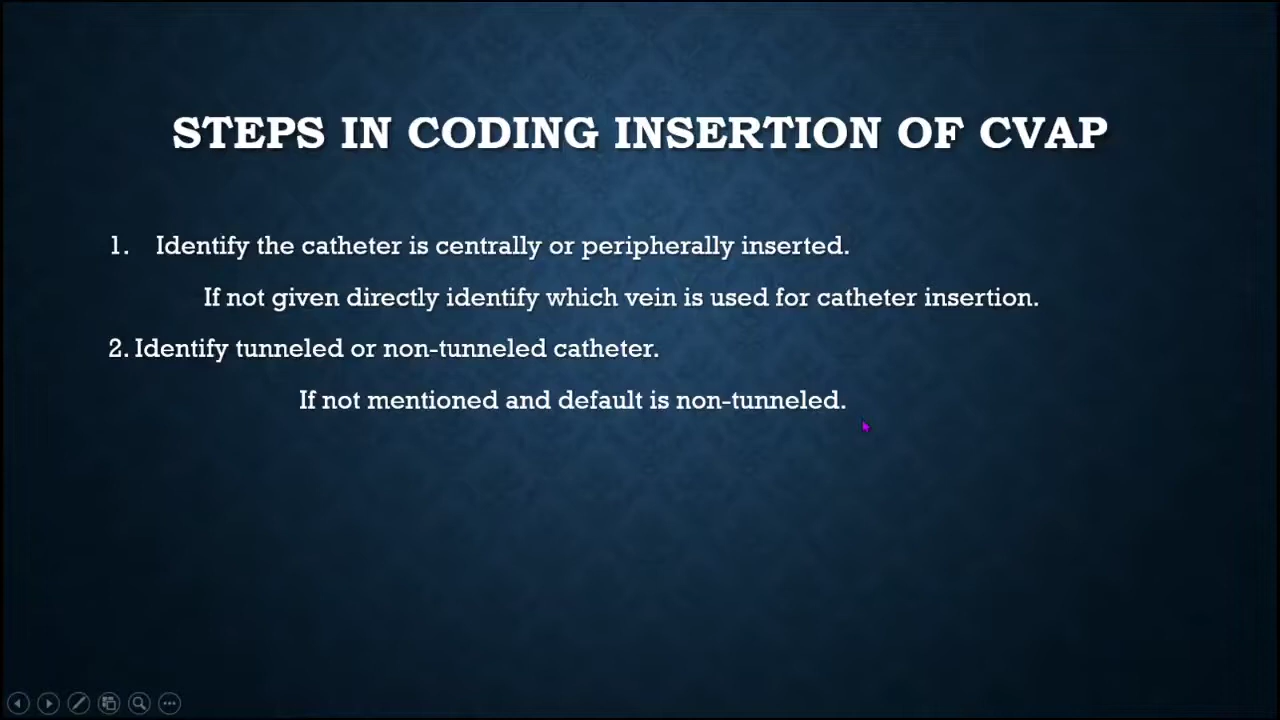 STEPS IN CODING INSERTION OF CVAP
1. Identify the catheter is centrally or peripherally inserted.
If not given directly identify which vein is used for catheter insertion.
2. Identify tunneled or non-tunneled catheter.
If not mentioned and default is non-tunneled.